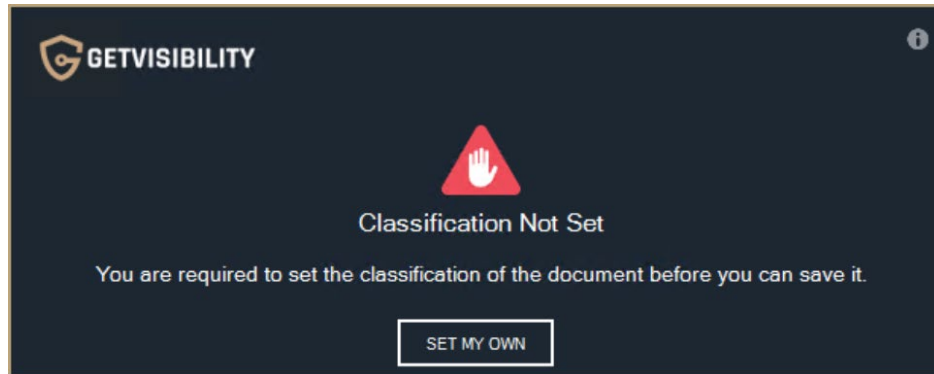 GETVISIBILITY
Classification Not Set
You are required to set the classification of the document before you can save it.
SET MY OWN